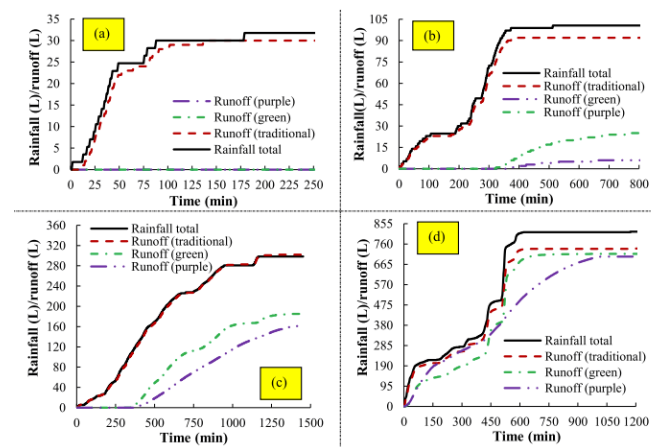 (a)
35
30
25
20
15
10
5
0
Rainfall (L)/runoff (L)
Runoff (purple)
Runoff (green)
Runoff (traditional)
Rainfall total
0 25 50 75 100 125 150 175 200 225 250
Time (min)
(b)
105
90
75
60
45
30
15
0
Rainfall(L)/runoff (L)
Rainfall total
Runoff (traditional)
Runoff (green)
Runoff (purple)
0 100 200 300 400 500 600 700 800
Time (min)
360
320
280
240
200
160
120
80
40
0
Rainfall (L)/runoff (L)
Rainfall total
Runoff (traditional)
Runoff (green)
Runoff (purple)
(c)
0 250 500 750 1000 1250 1500
Time (min)
(d)
855
760
665
570
475
380
285
190
95
0
Rainfall (L)/runoff (L)
Rainfall total
Runoff (traditional)
Runoff (green)
Runoff (purple)
0 150 300 450 600 750 900 1050 1200
Time (min)